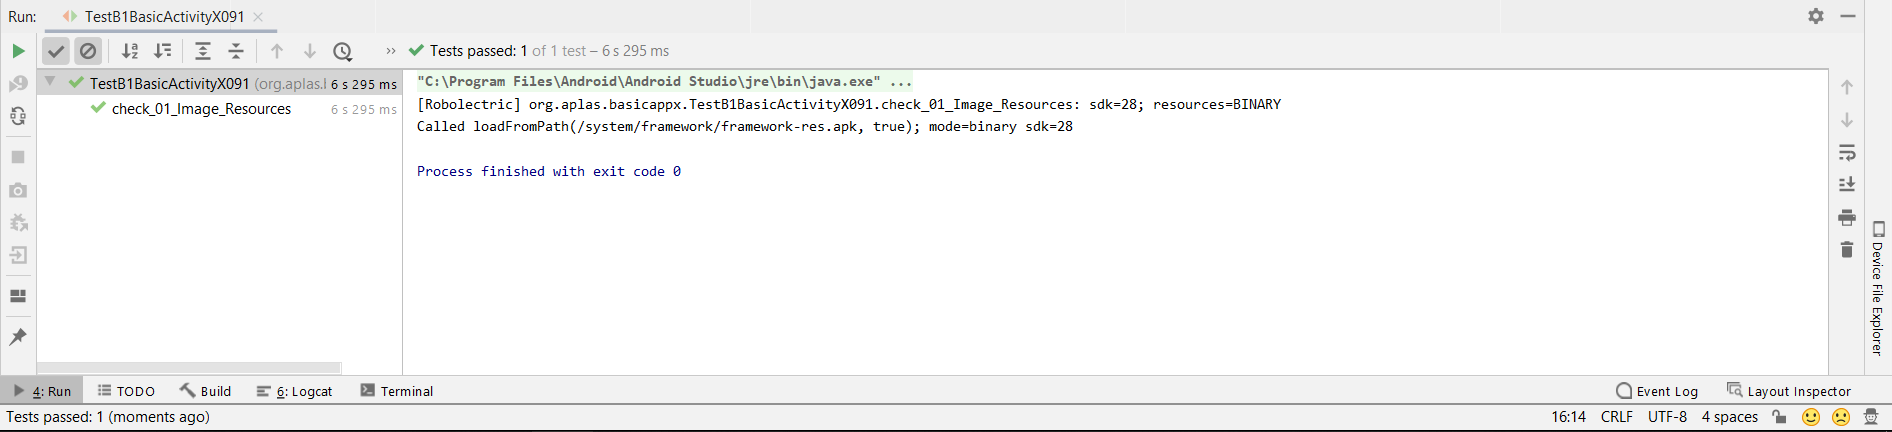 Run: TestB1BasicActivityX091
Tests passed: 1 of 1 test – 6 s 295 ms
TestB1BasicActivityX091 (org.aplas.l 6 s 295 ms
check_01_Image_Resources 6 s 295 ms
"C:\Program Files\Android\Android Studio\jre\bin\java.exe" ...
[Robolectric] org.aplas.basicappx.TestB1BasicActivityX091.check_01_Image_Resources: sdk=28; resources=BINARY
Called loadFromPath(/system/framework/framework-res.apk, true); mode=binary sdk=28
Process finished with exit code 0
Device File Explorer
4: Run TODO Build 6: Logcat Terminal Event Log Layout Inspector
Tests passed: 1 (moments ago) 16:14 CRLF UTF-8 4 spaces